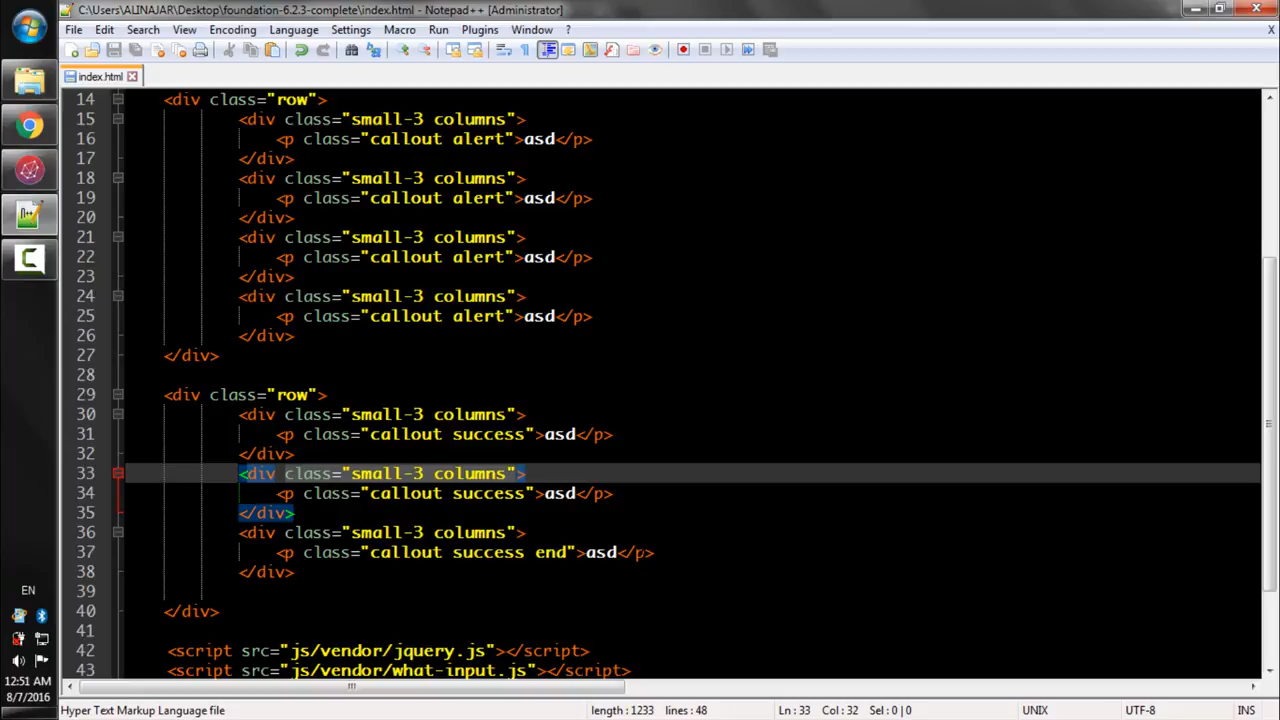 C:\Users\ALINAJAR\Desktop\foundation-6.2.3-complete\index.html - Notepad++ [Administrator]
File Edit Search View Encoding Language Settings Macro Run Plugins Window ? X
index.html
14 <div class="row">
15 <div class="small-3 columns">
16 <p class="callout alert">asd</p>
17 </div>
18 <div class="small-3 columns">
19 <p class="callout alert">asd</p>
20 </div>
21 <div class="small-3 columns">
22 <p class="callout alert">asd</p>
23 </div>
24 <div class="small-3 columns">
25 <p class="callout alert">asd</p>
26 </div>
27 </div>
28
29 <div class="row">
30 <div class="small-3 columns">
31 <p class="callout success">asd</p>
32 </div>
33 <div class="small-3 columns">
34 <p class="callout success">asd</p>
35 </div>
36 <div class="small-3 columns">
37 <p class="callout success end">asd</p>
38 </div>
39
40 </div>
41
42 <script src="js/vendor/jquery.js"></script>
43 <script src="js/vendor/what-input.js"></script>
EN
12:51 AM
8/7/2016
Hyper Text Markup Language file length : 1233 lines : 48 Ln : 33 Col : 32 Sel : 0 | 0 UNIX UTF-8 INS